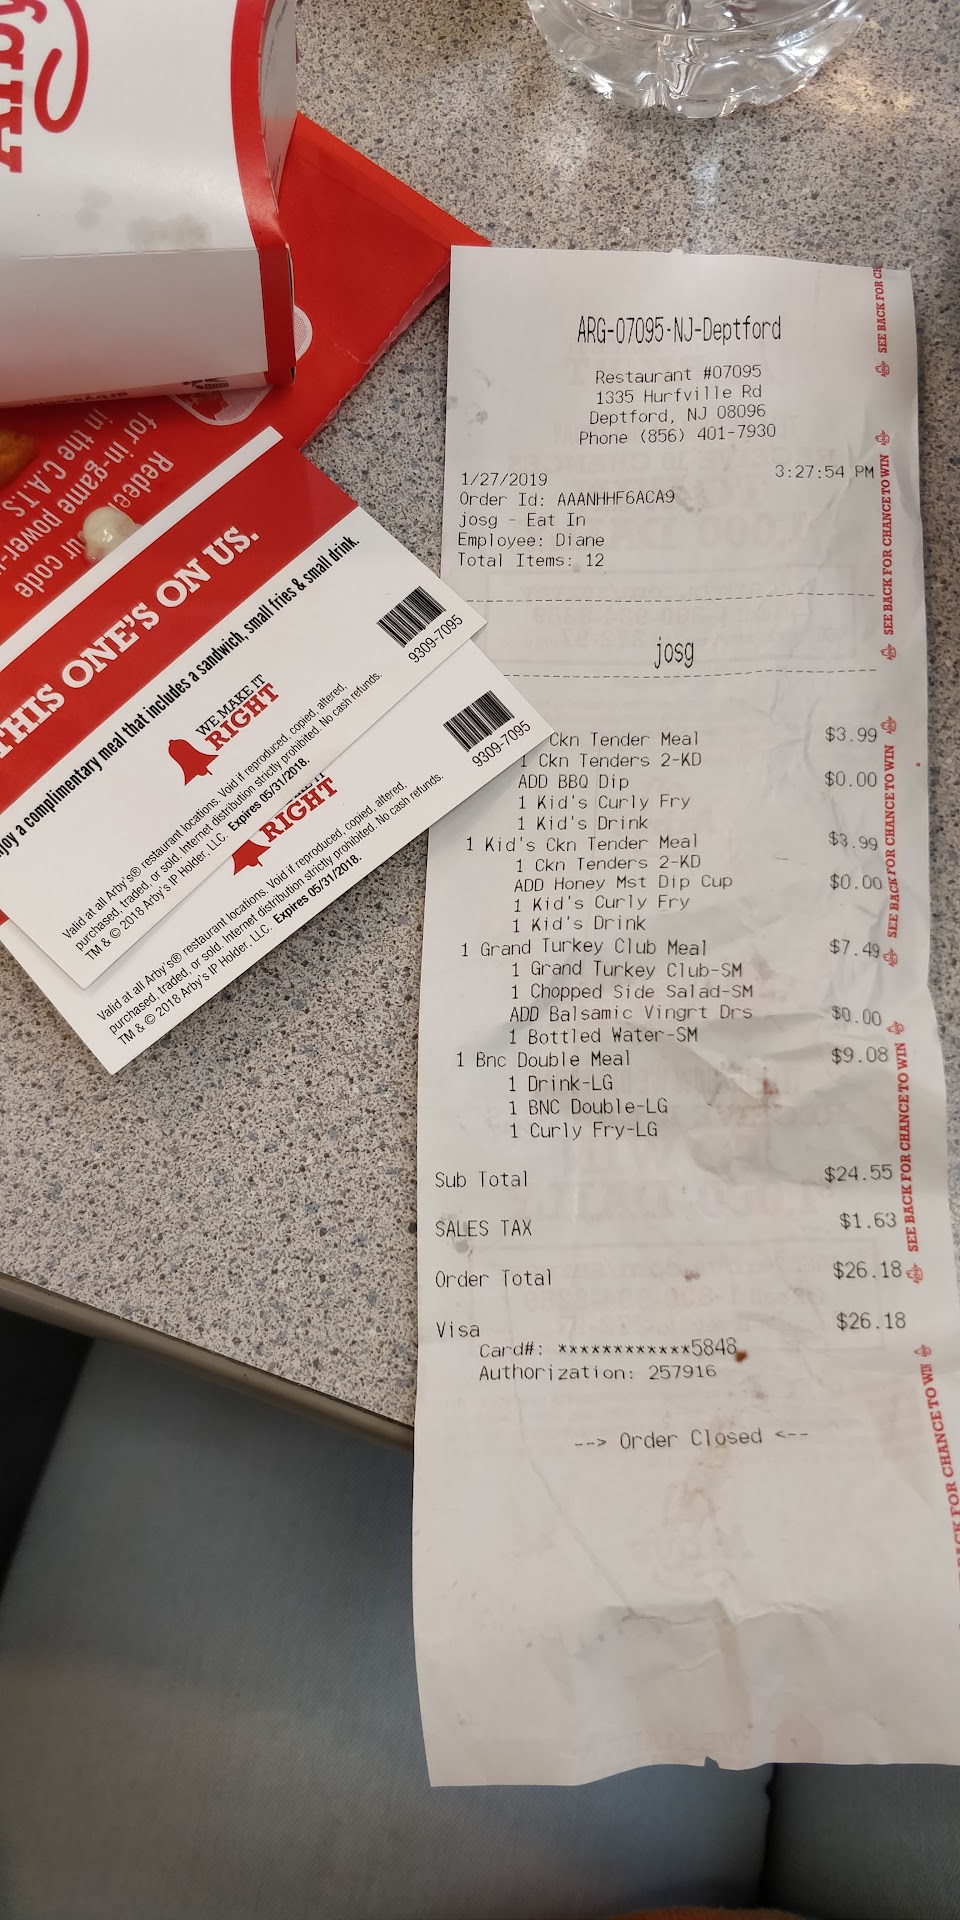 Arby
Redee ur code
for in-game power-u
in the C.A.T.S.
THIS ONE'S ON US.
njoy a complimentary meal that includes a sandwich, small fries & small drink.
WE MAKE IT
RIGHT
9309-7095
Valid at all Arby's® restaurant locations. Void if reproduced, copied, altered,
purchased, traded, or sold. Internet distribution strictly prohibited. No cash refunds.
TM & © 2018 Arby's IP Holder, LLC. Expires 05/31/2018.
RIGHT
9309-7095
Valid at all Arby's® restaurant locations. Void if reproduced, copied, altered,
purchased, traded, or sold. Internet distribution strictly prohibited. No cash refunds.
TM & © 2018 Arby's IP Holder, LLC. Expires 05/31/2018.
ARG-07095-NJ-Deptford
Restaurant #07095
1335 Hurfville Rd
Deptford, NJ 08096
Phone (856) 401-7930
1/27/2019 3:27:54 PM
Order Id: AAANHHF6ACA9
josg - Eat In
Employee: Diane
Total Items: 12
josg
Ckn Tender Meal $3.99
1 Ckn Tenders 2-KD
ADD BBQ Dip $0.00
1 Kid's Curly Fry
1 Kid's Drink
1 Kid's Ckn Tender Meal $3.99
1 Ckn Tenders 2-KD
ADD Honey Mst Dip Cup $0.00
1 Kid's Curly Fry
1 Kid's Drink
1 Grand Turkey Club Meal $7.49
1 Grand Turkey Club-SM
1 Chopped Side Salad-SM
ADD Balsamic Vingrt Drs $0.00
1 Bottled Water-SM
1 Bnc Double Meal $9.08
1 Drink-LG
1 BNC Double-LG
1 Curly Fry-LG
Sub Total $24.55
SALES TAX $1.63
Order Total $26.18
Visa $26.18
Card#: ************5848
Authorization: 257916
--> Order Closed <--
SEE BACK FOR CH
SEE BACK FOR CHANCE TO WIN
SEE BACK FOR CHANCE TO WIN
SEE BACK FOR CHANCE TO WIN
BACK FOR CHANCE TO WIN